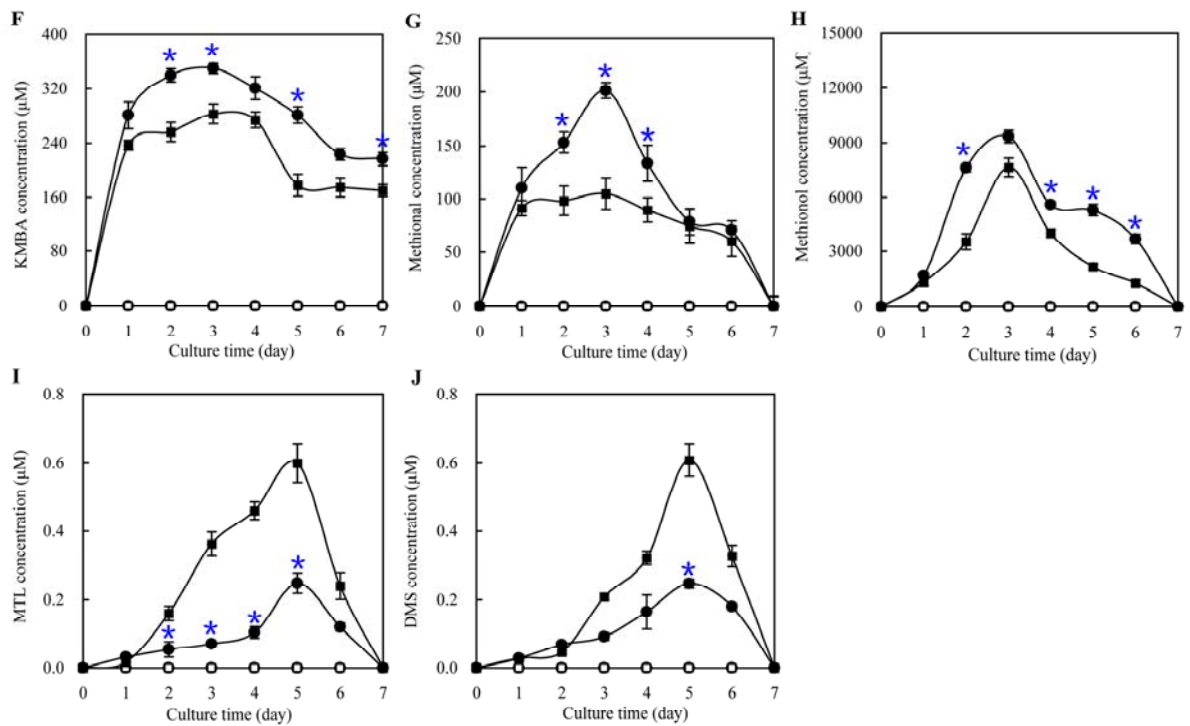 F
400
320
240
160
80
0
KMBA concentration (μM)
0 1 2 3 4 5 6 7
Culture time (day)
* * * *
G
250
200
150
100
50
0
Methional concentration (μM)
0 1 2 3 4 5 6 7
Culture time (day)
* * *
H
15000
12000
9000
6000
3000
0
Methionol concentration (μM)
0 1 2 3 4 5 6 7
Culture time (day)
* * * *
I
0.8
0.6
0.4
0.2
0.0
MTL concentration (μM)
0 1 2 3 4 5 6 7
Culture time (day)
* * * *
J
0.8
0.6
0.4
0.2
0.0
DMS concentration (μM)
0 1 2 3 4 5 6 7
Culture time (day)
*